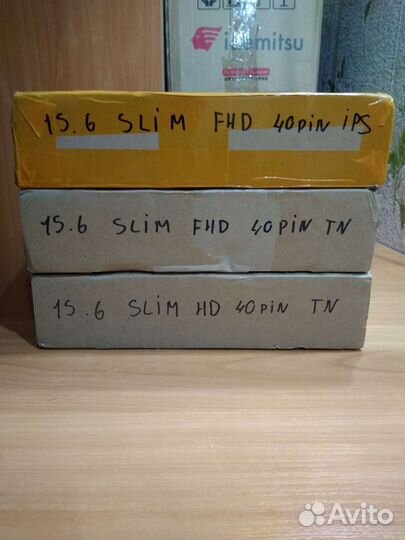 idemitsu
15.6 SLIM FHD 40PIN IPS
15.6 SLIM FHD 40PIN TN
15.6 SLIM HD 40PIN TN
Avito